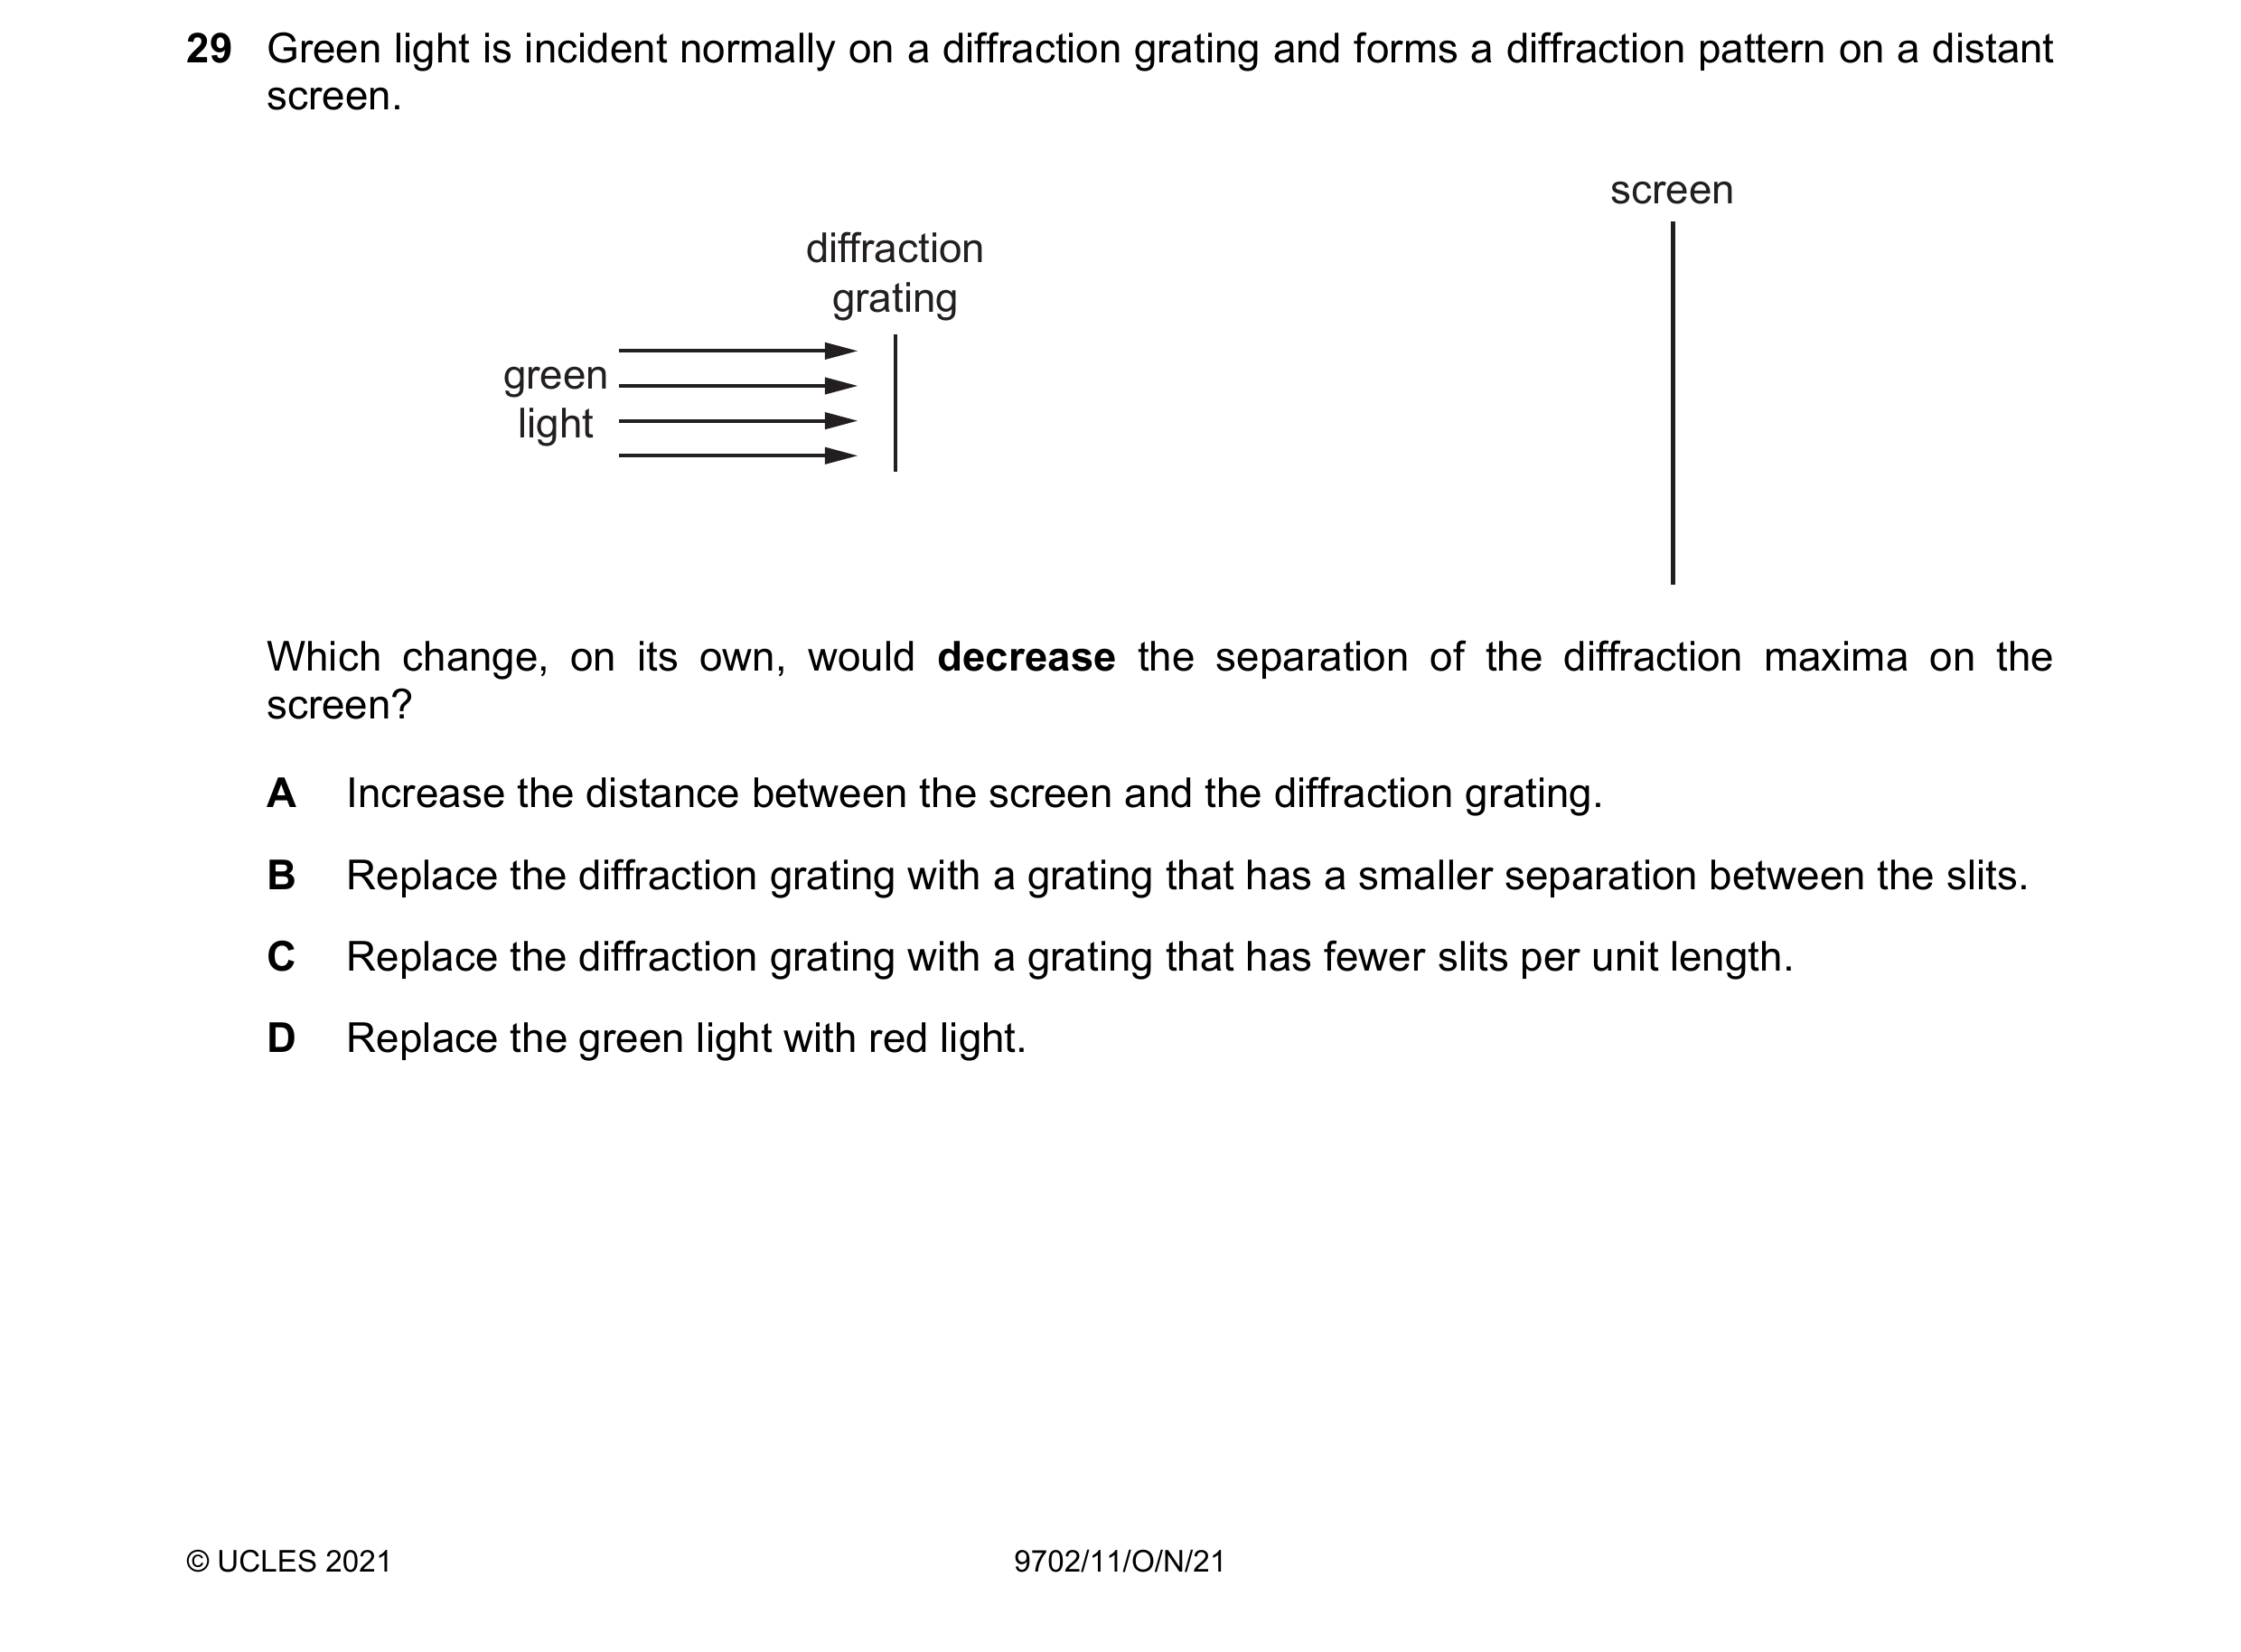 29 Green light is incident normally on a diffraction grating and forms a diffraction pattern on a distant
screen.
screen
diffraction
grating
green
light
Which change, on its own, would decrease the separation of the diffraction maxima on the
screen?
A Increase the distance between the screen and the diffraction grating.
B Replace the diffraction grating with a grating that has a smaller separation between the slits.
C Replace the diffraction grating with a grating that has fewer slits per unit length.
D Replace the green light with red light.
© UCLES 2021 9702/11/O/N/21